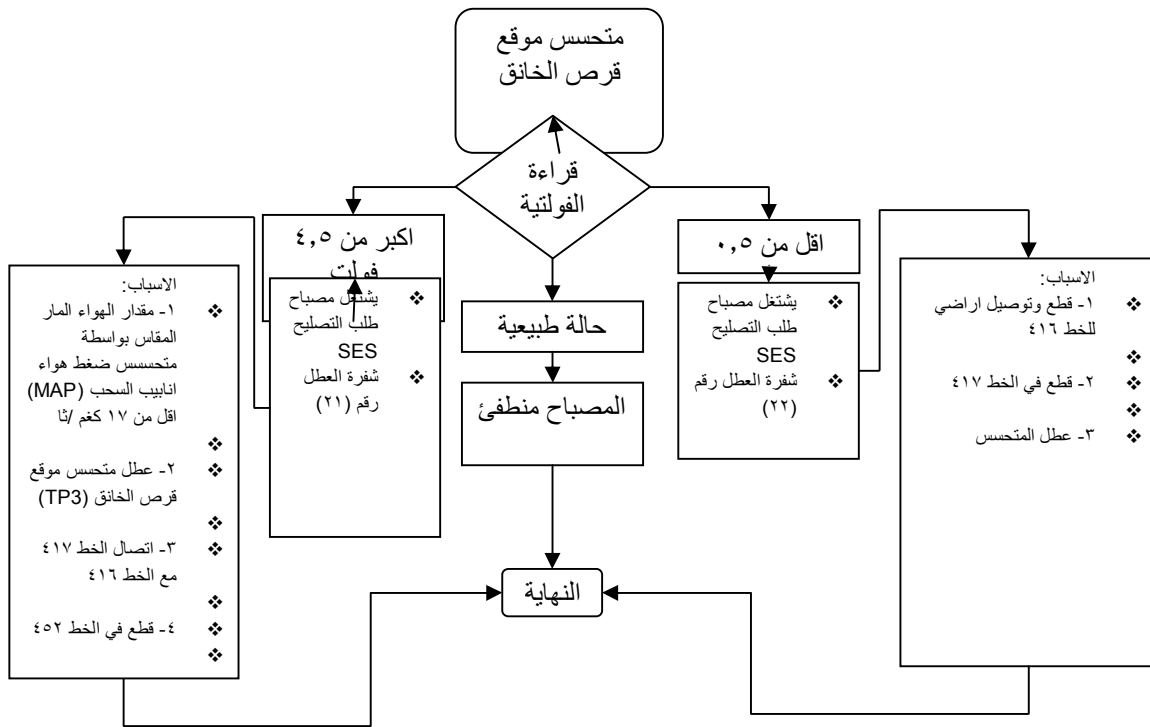 متحسس موقع
قرص الخانق
قراءة
الفولتية
اقل من ٠,٥
اكبر من ٤,٥
فولت
❖ يشتغل مصباح
طلب التصليح
SES
❖ شفرة العطل رقم
(٢٢)
الاسباب:
❖ ١- قطع وتوصيل اراضي
للخط ٤١٦
❖
❖ ٢- قطع في الخط ٤١٧
❖
❖ ٣- عطل المتحسس
حالة طبيعية
المصباح منطفئ
❖ يشتغل مصباح
طلب التصليح
SES
❖ شفرة العطل
رقم (٢١)
الاسباب:
❖ ١- مقدار الهواء المار
المقاس بواسطة
متحسسس ضغط هواء
انابيب السحب (MAP)
اقل من ١٧ كغم /ثا
❖
❖ ٢- عطل متحسس موقع
قرص الخانق (TP3)
❖
❖ ٣- اتصال الخط ٤١٧
مع الخط ٤١٦
❖
❖ ٤- قطع في الخط ٤٥٢
❖
النهاية